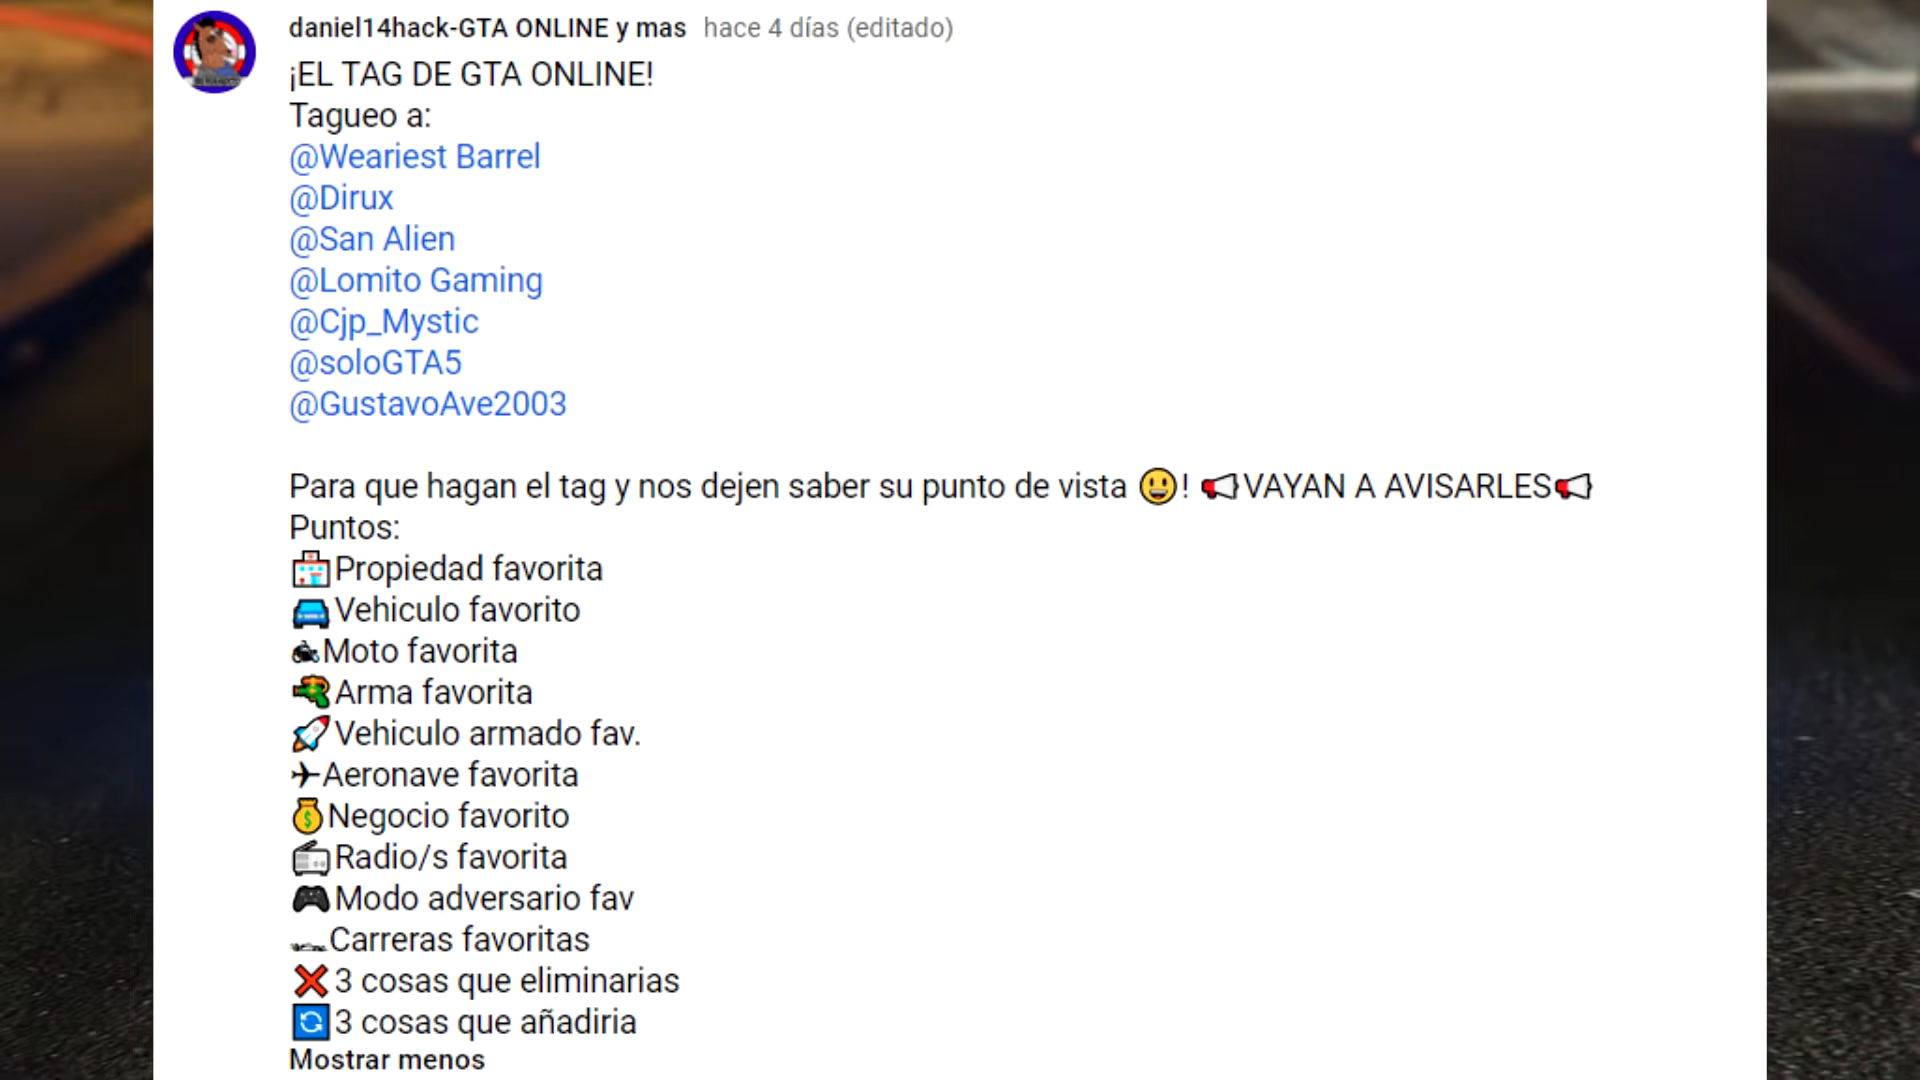 daniel14hack-GTA ONLINE y mas hace 4 días (editado)
¡EL TAG DE GTA ONLINE!
Tagueo a:
@Weariest Barrel
@Dirux
@San Alien
@Lomito Gaming
@Cjp_Mystic
@soloGTA5
@GustavoAve2003
Para que hagan el tag y nos dejen saber su punto de vista 😃! 📢VAYAN A AVISARLES📢
Puntos:
🏥Propiedad favorita
🚘Vehiculo favorito
🏍Moto favorita
🔫Arma favorita
🚀Vehiculo armado fav.
✈Aeronave favorita
💰Negocio favorito
📻Radio/s favorita
🎮Modo adversario fav
🏎Carreras favoritas
❌3 cosas que eliminarias
🔄3 cosas que añadiria
Mostrar menos